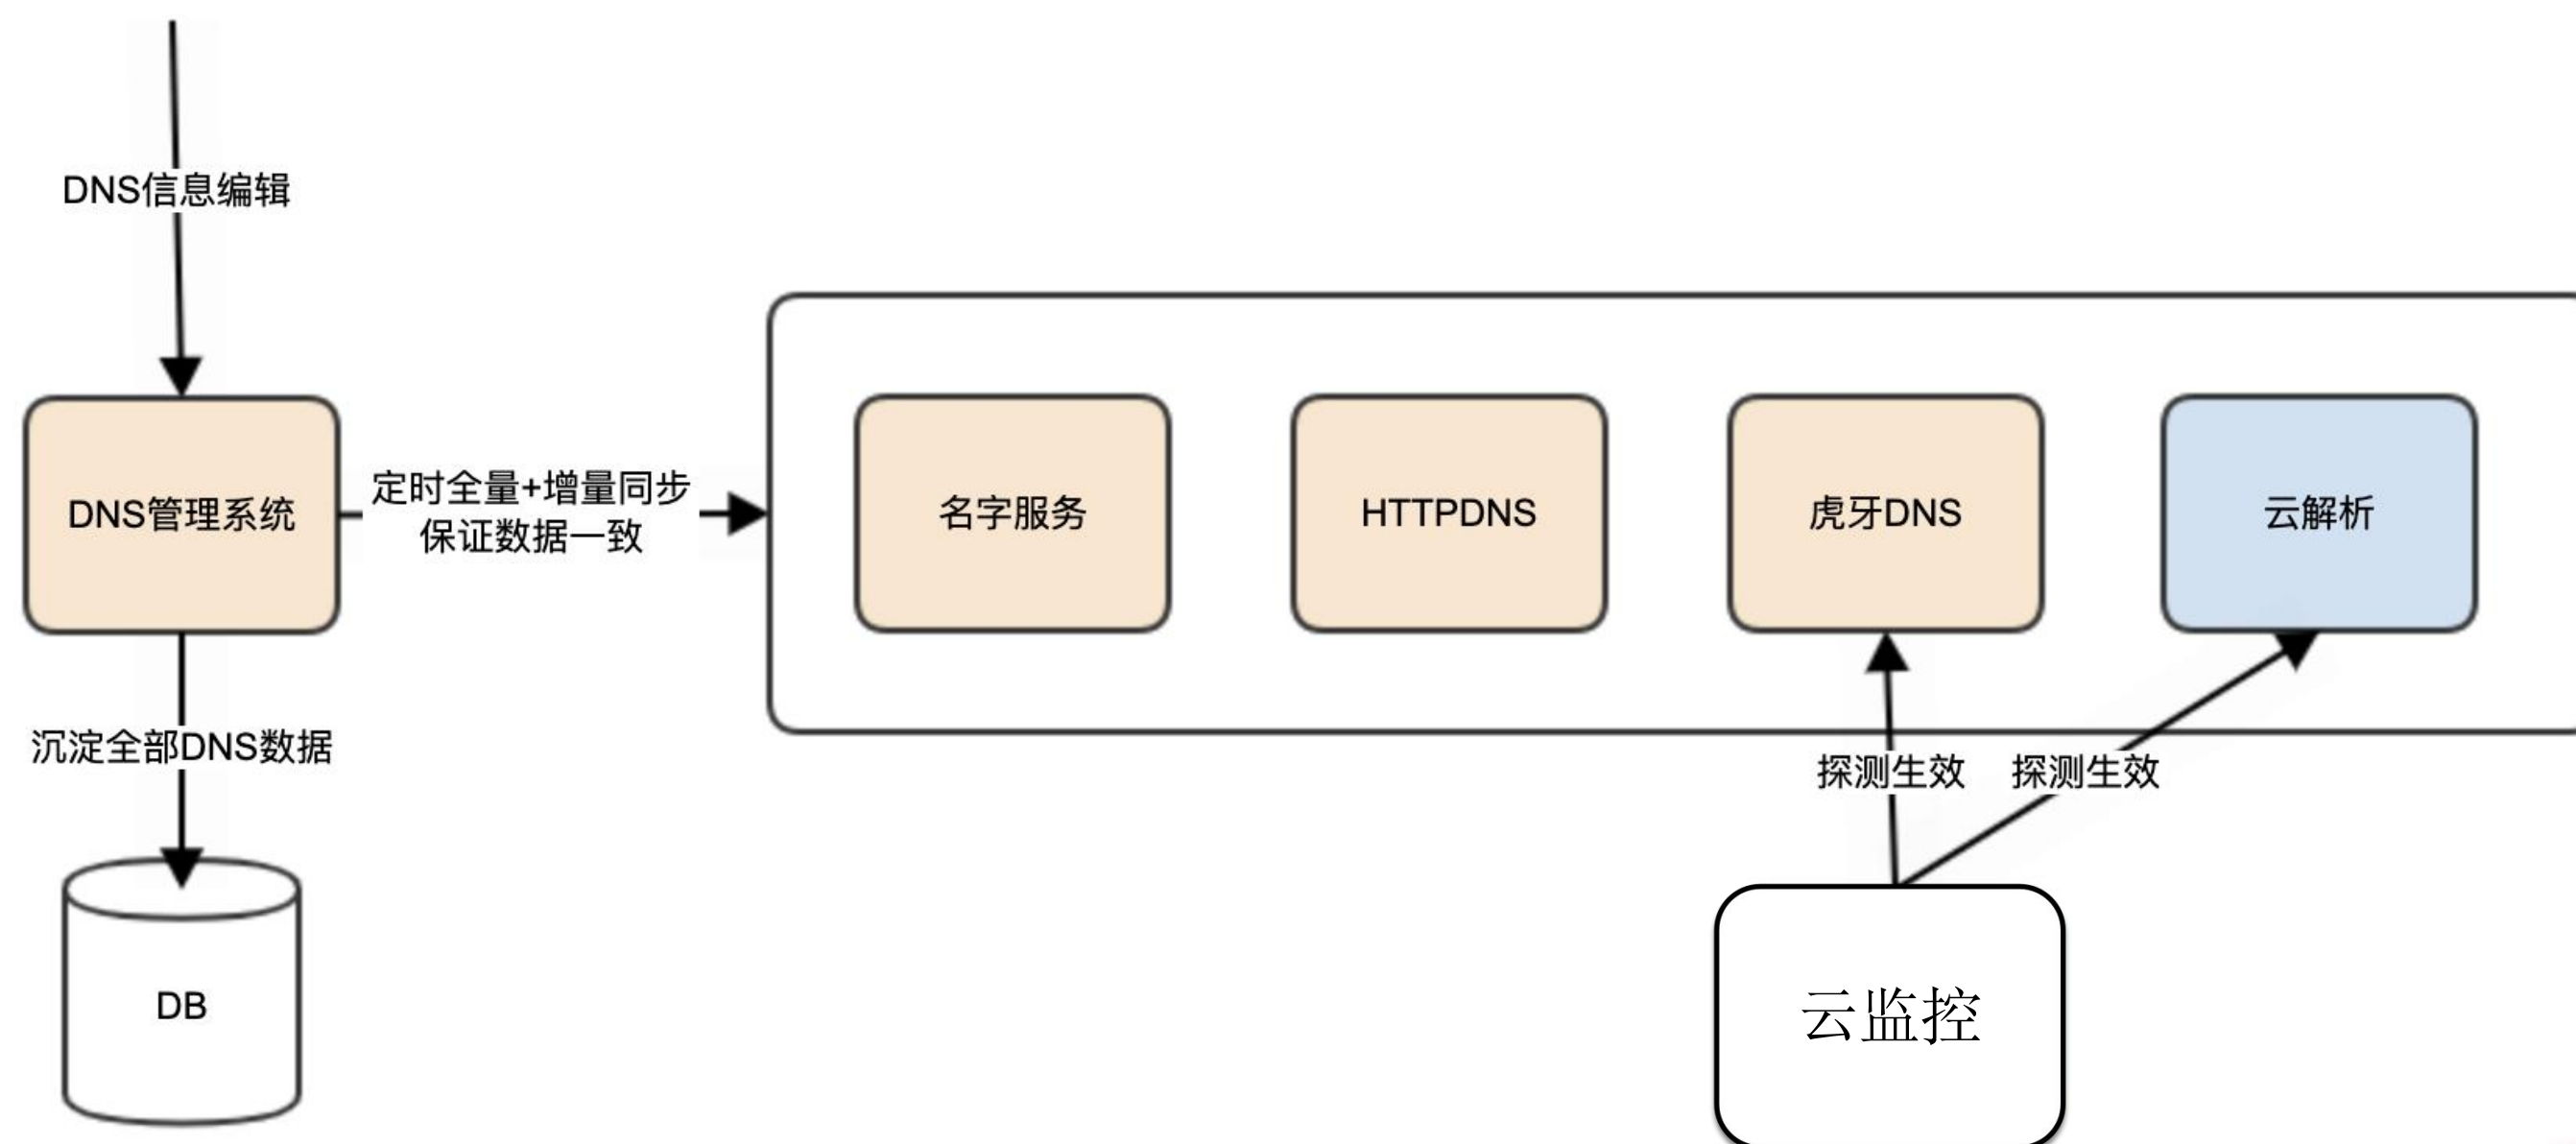 DNS信息编辑
DNS管理系统
定时全量+增量同步
保证数据一致
名字服务
HTTPDNS
虎牙DNS
云解析
沉淀全部DNS数据
探测生效
探测生效
DB
云监控